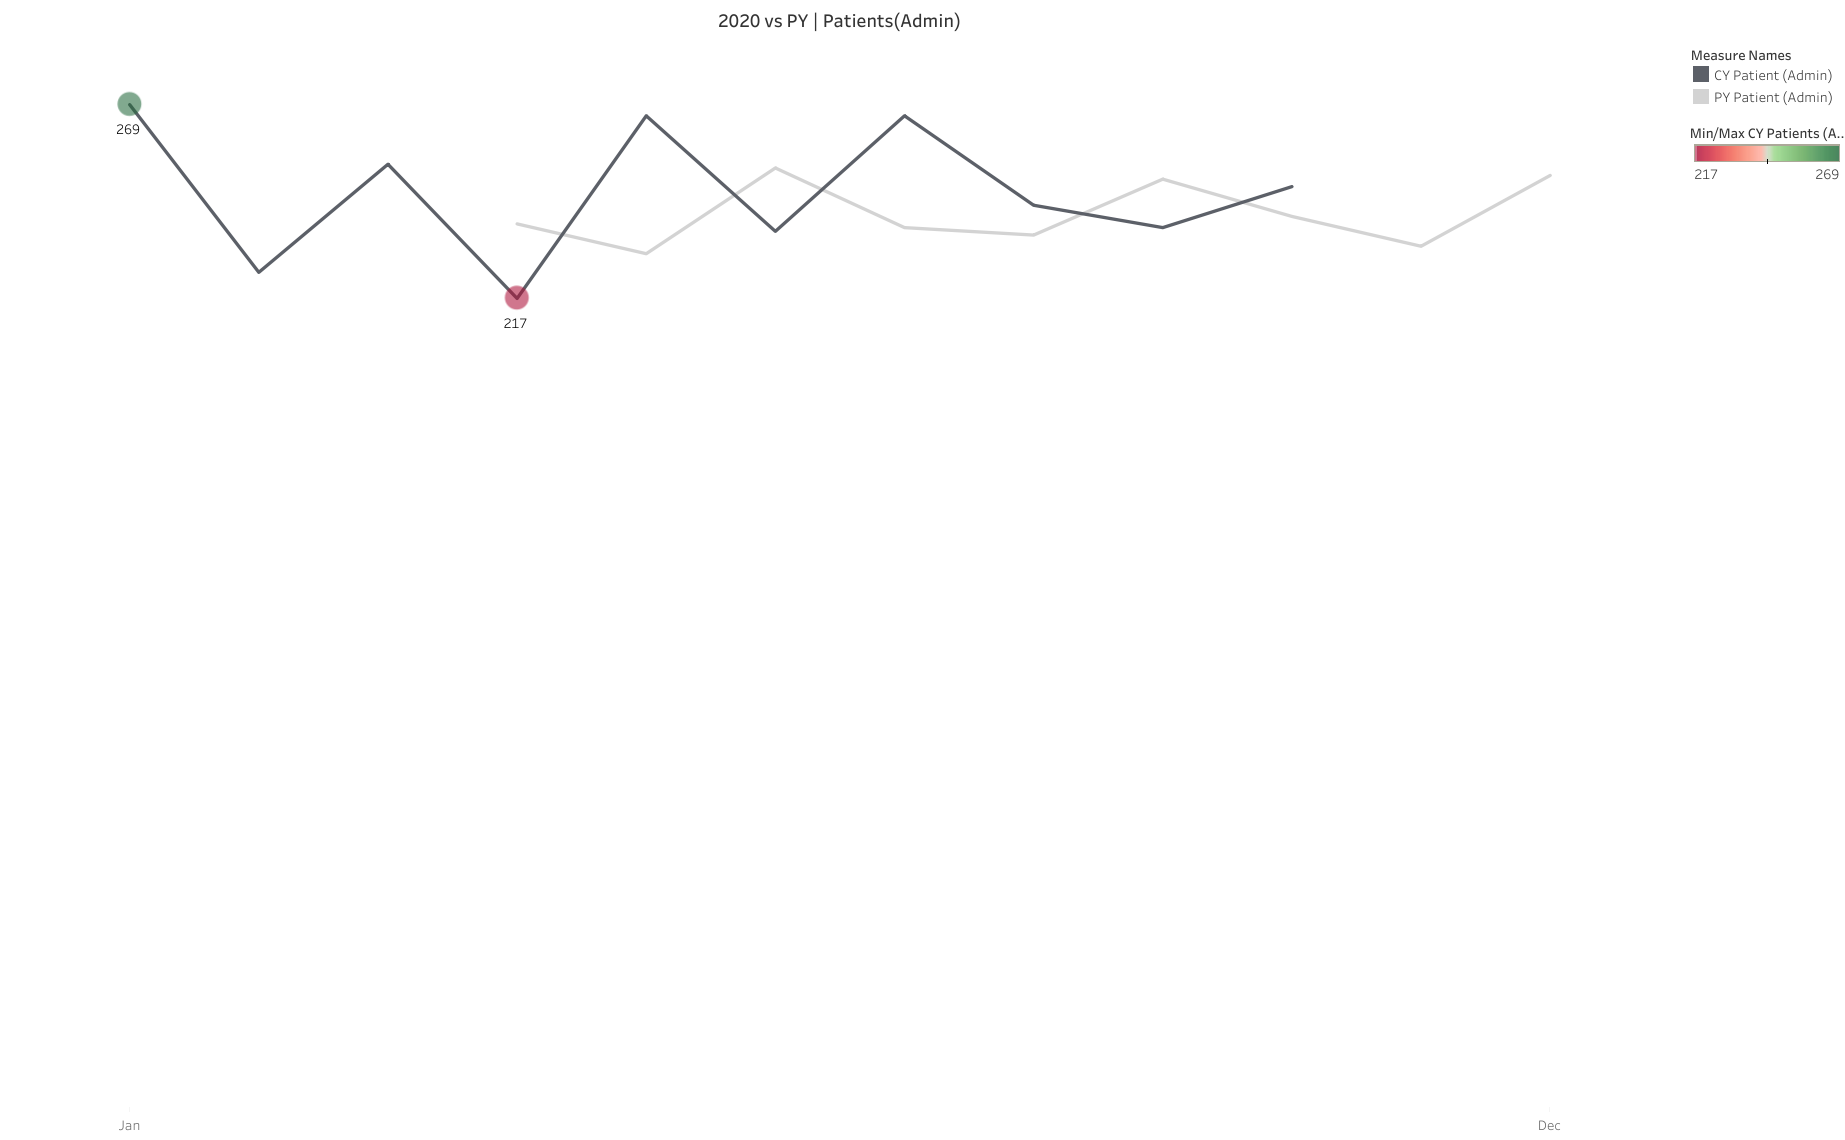 2020 vs PY | Patients(Admin)
Measure Names
CY Patient (Admin)
PY Patient (Admin)
Min/Max CY Patients (A..
217
269
269
217
Jan
Dec